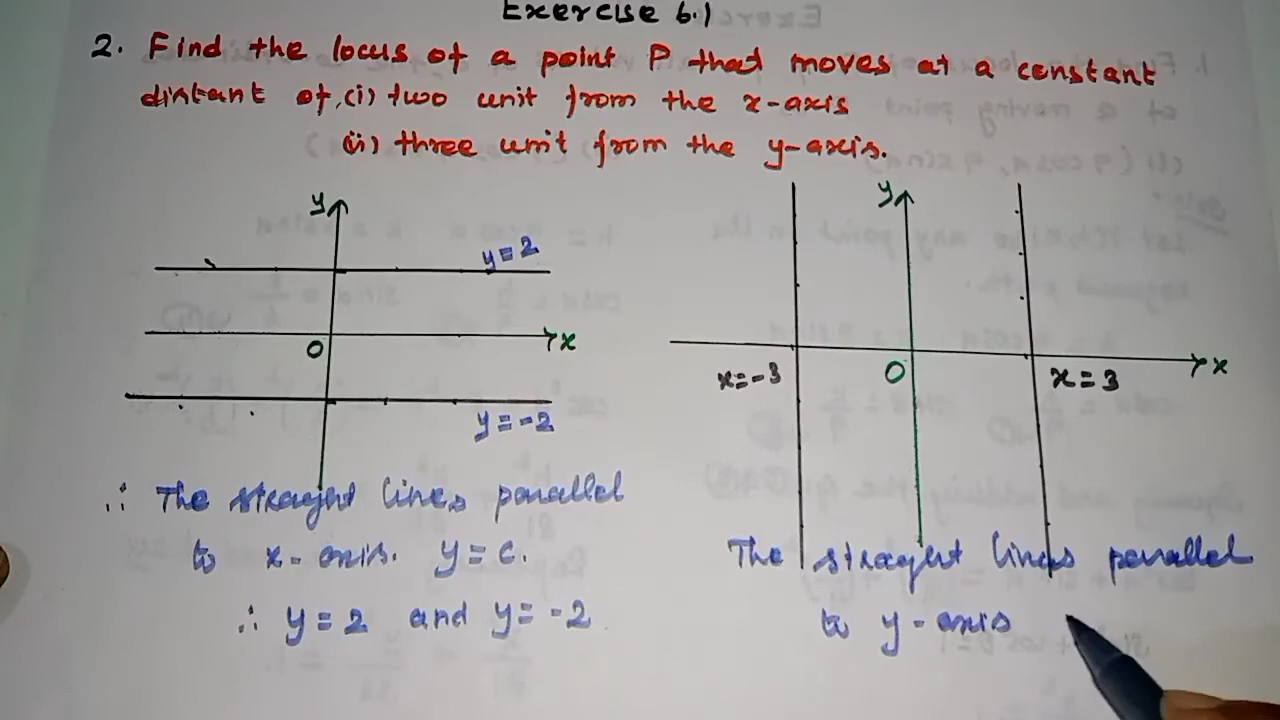 Exercise 6.1
2. Find the locus of a point P that moves at a constant
distant of, (i) two unit from the x-axis
(ii) three unit from the y-axis.
y
y = 2
x
O
y = -2
y
x = -3
O
x = 3
x
∴ The straight lines parallel
to x-axis. y = c.
∴ y = 2 and y = -2
The straight lines parallel
to y-axis